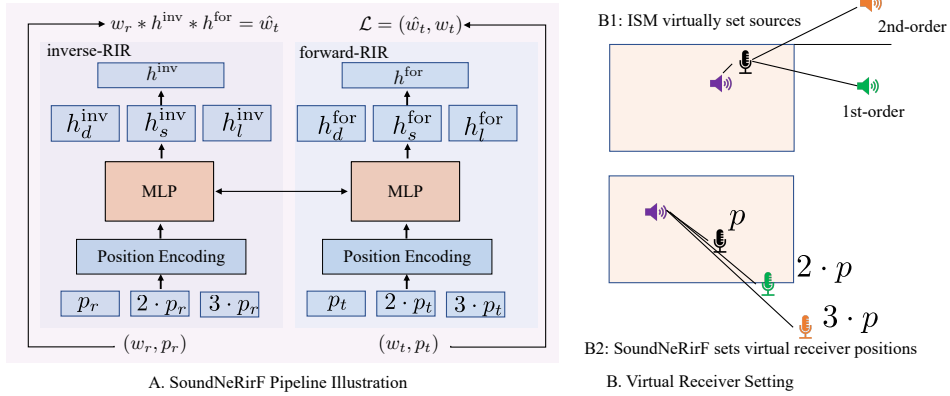 w_r * h^inv * h^for = ŵ_t
L = (ŵ_t, w_t)
inverse-RIR
forward-RIR
h^inv
h^for
h_d^inv h_s^inv h_l^inv
h_d^for h_s^for h_l^for
MLP
MLP
Position Encoding
Position Encoding
p_r 2 · p_r 3 · p_r
p_t 2 · p_t 3 · p_t
(w_r, p_r)
(w_t, p_t)
A. SoundNeRirF Pipeline Illustration
B1: ISM virtually set sources
2nd-order
1st-order
p
2 · p
3 · p
B2: SoundNeRirF sets virtual receiver positions
B. Virtual Receiver Setting